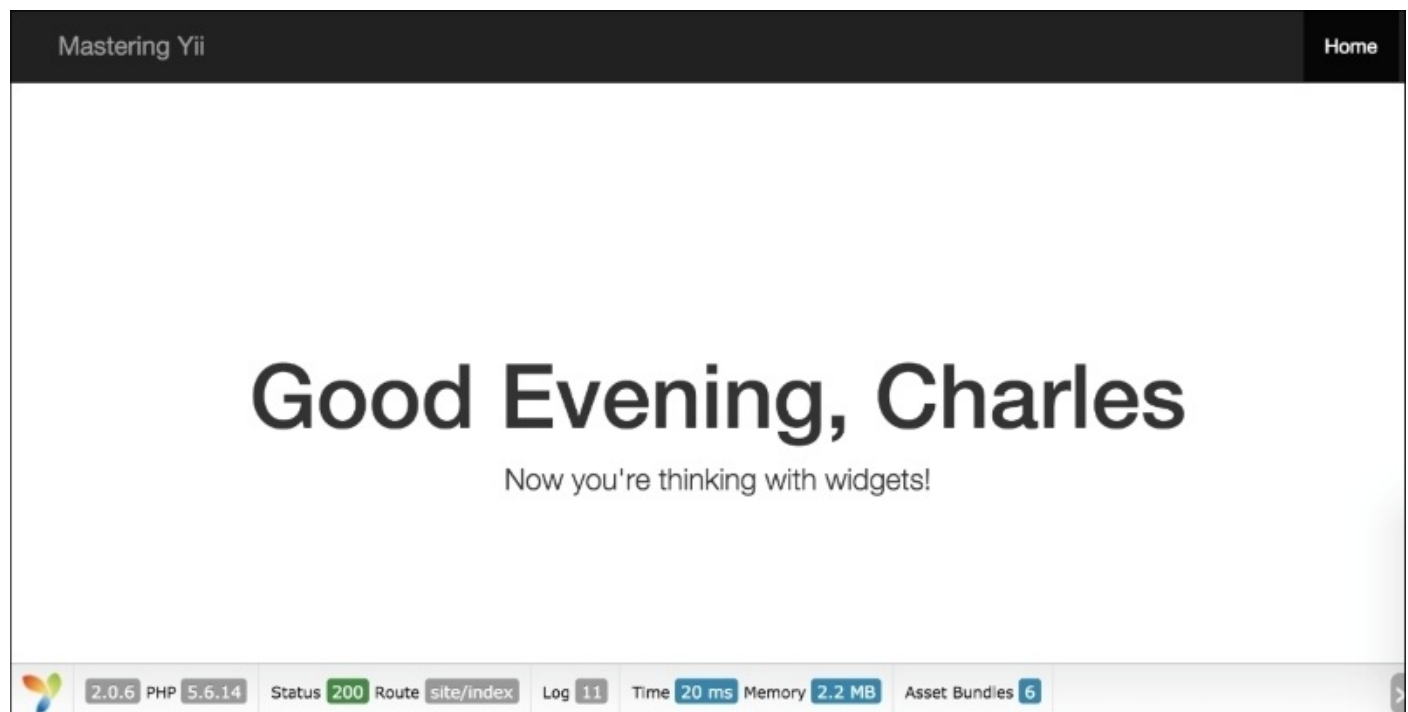 Mastering Yii Home
Good Evening, Charles
Now you're thinking with widgets!
2.0.6 PHP 5.6.14 Status 200 Route site/index Log 11 Time 20 ms Memory 2.2 MB Asset Bundles 6